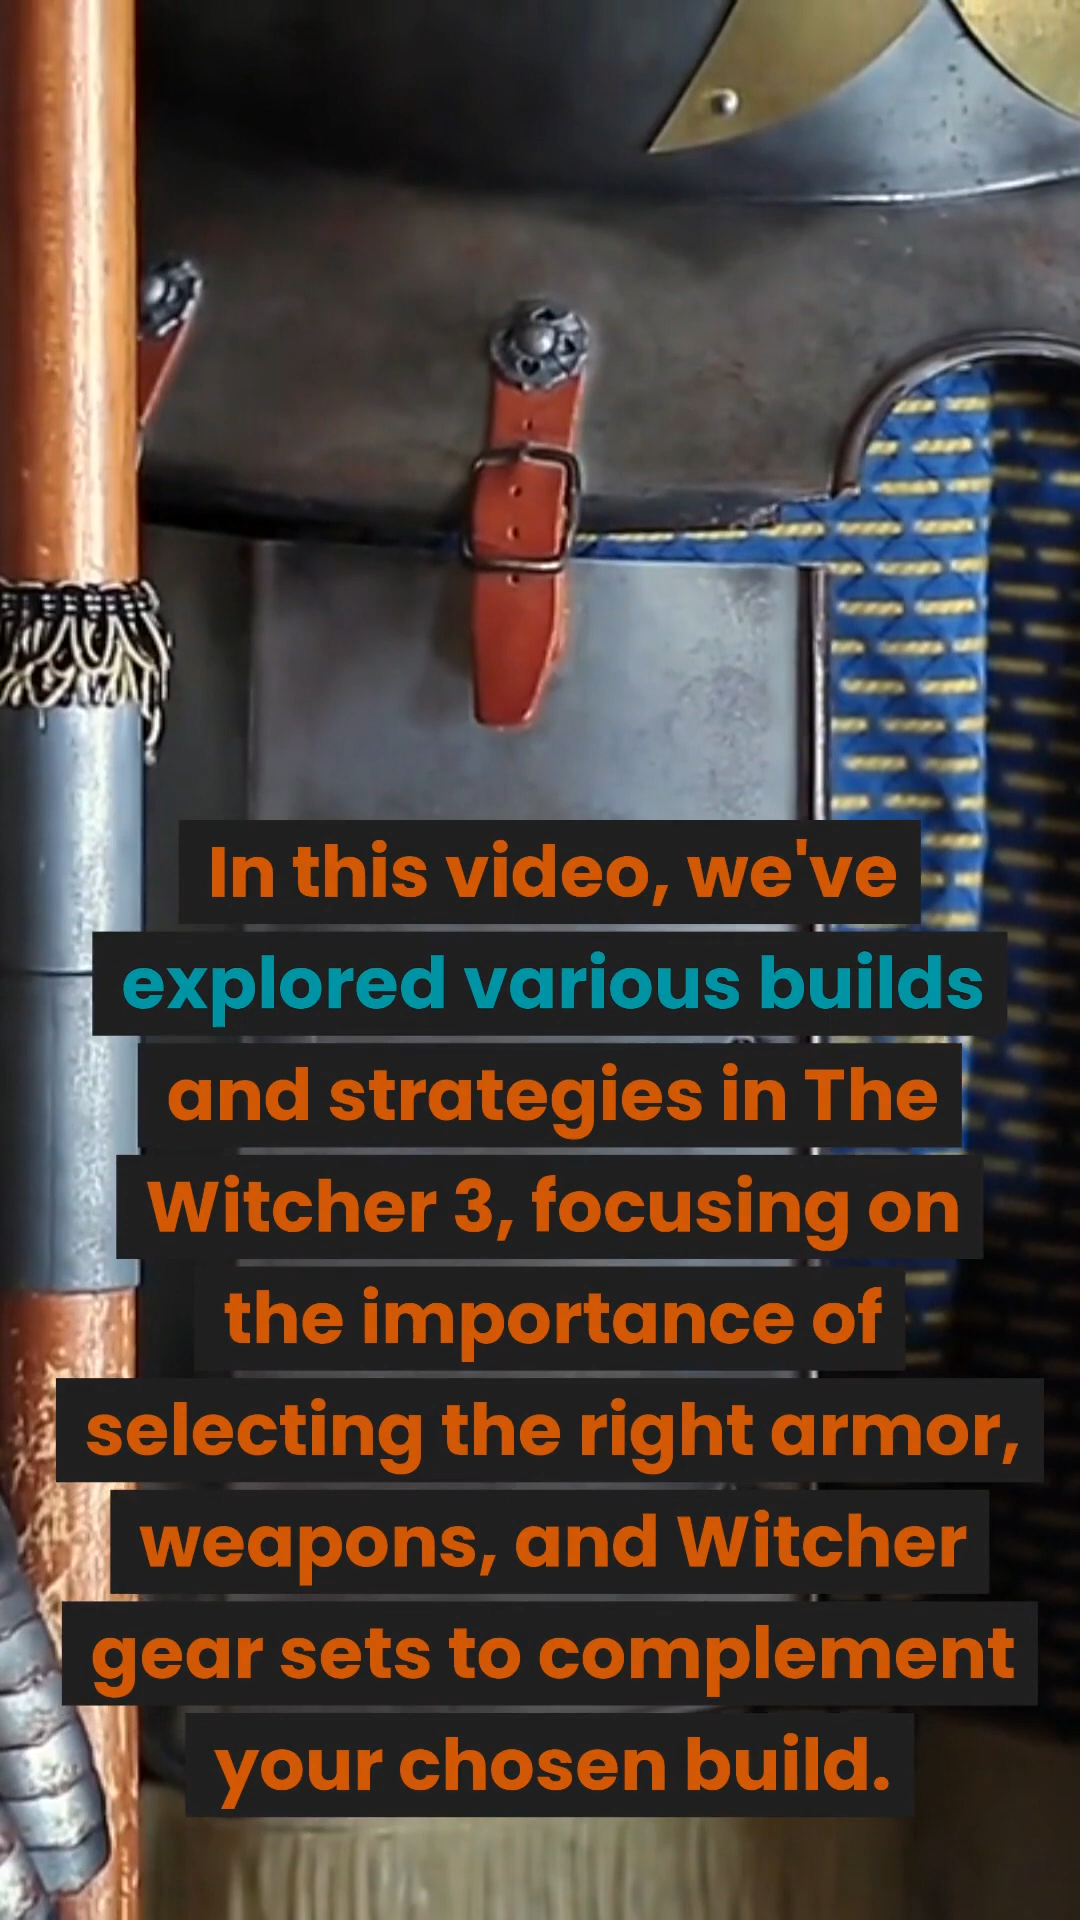 In this video, we've
explored various builds
and strategies in The
Witcher 3, focusing on
the importance of
selecting the right armor,
weapons, and Witcher
gear sets to complement
your chosen build.